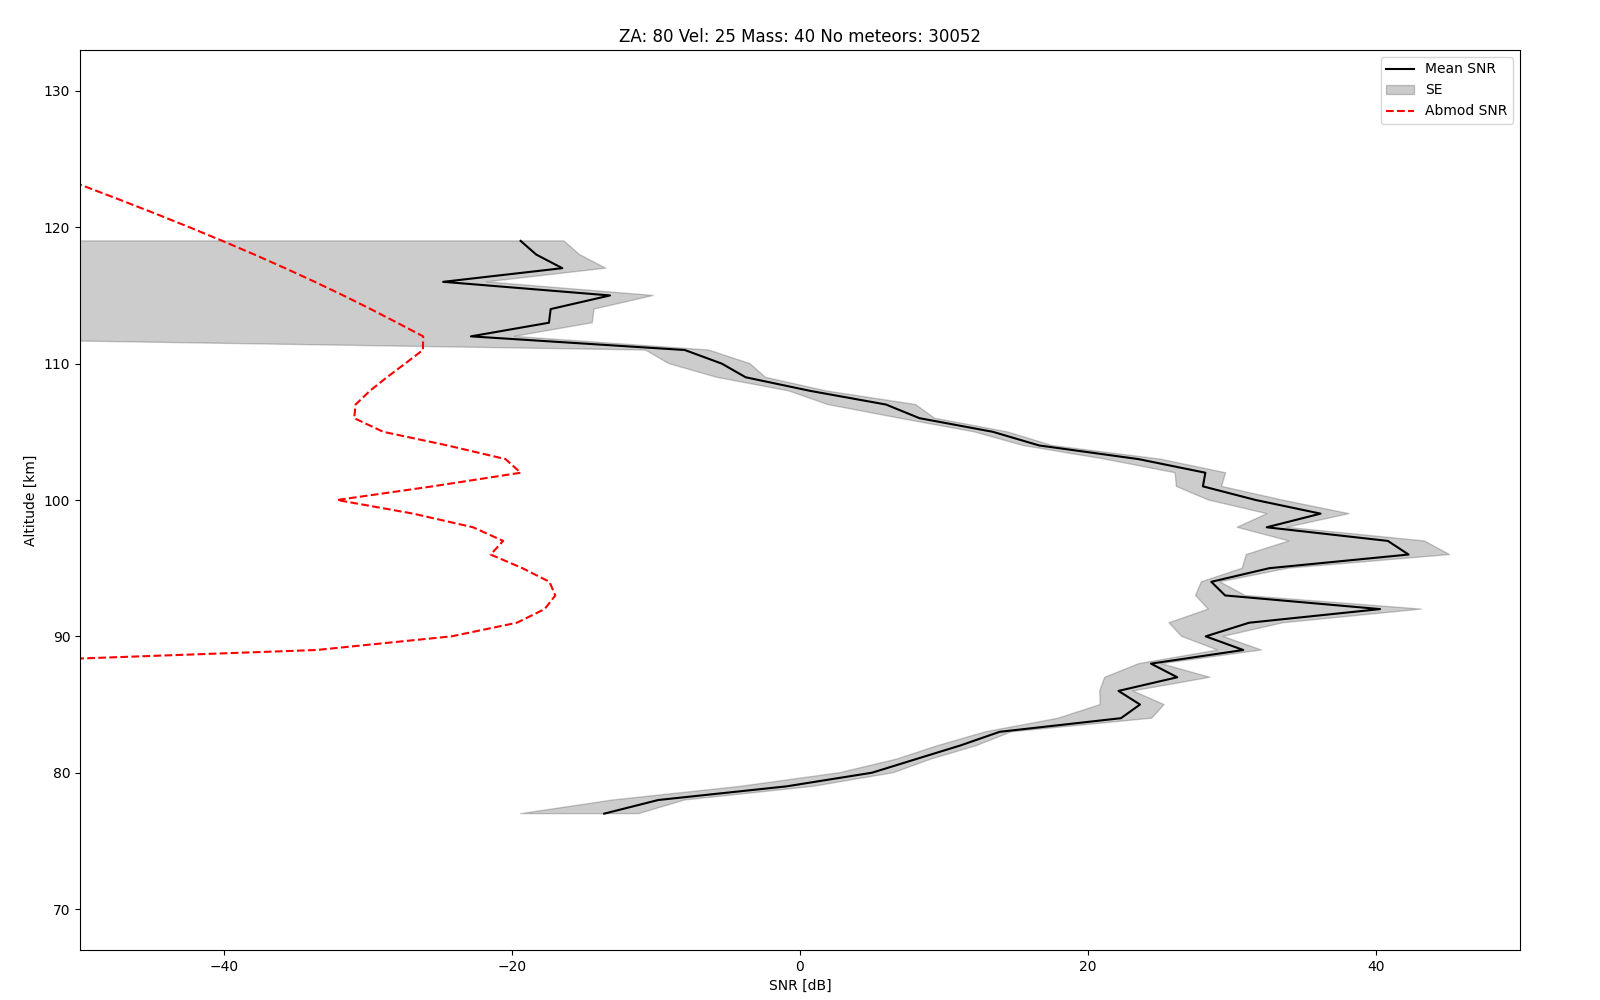 ZA: 80 Vel: 25 Mass: 40 No meteors: 30052
Mean SNR
SE
Abmod SNR
130
120
110
100
90
80
70
Altitude [km]
−40
−20
0
20
40
SNR [dB]